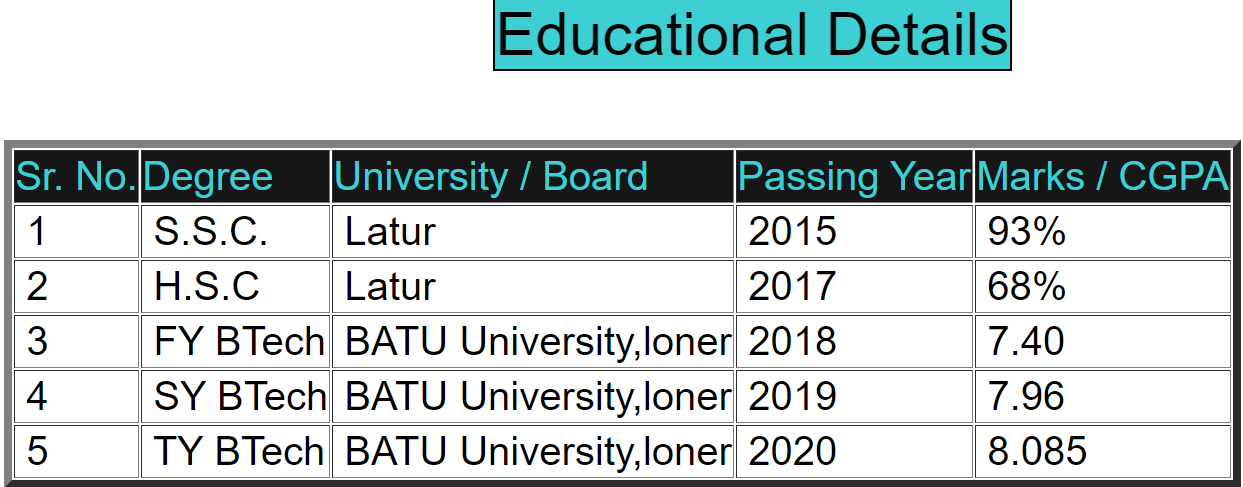 Educational Details
Sr. No. Degree University / Board Passing Year Marks / CGPA
1 S.S.C. Latur 2015 93%
2 H.S.C Latur 2017 68%
3 FY BTech BATU University,loner 2018 7.40
4 SY BTech BATU University,loner 2019 7.96
5 TY BTech BATU University,loner 2020 8.085